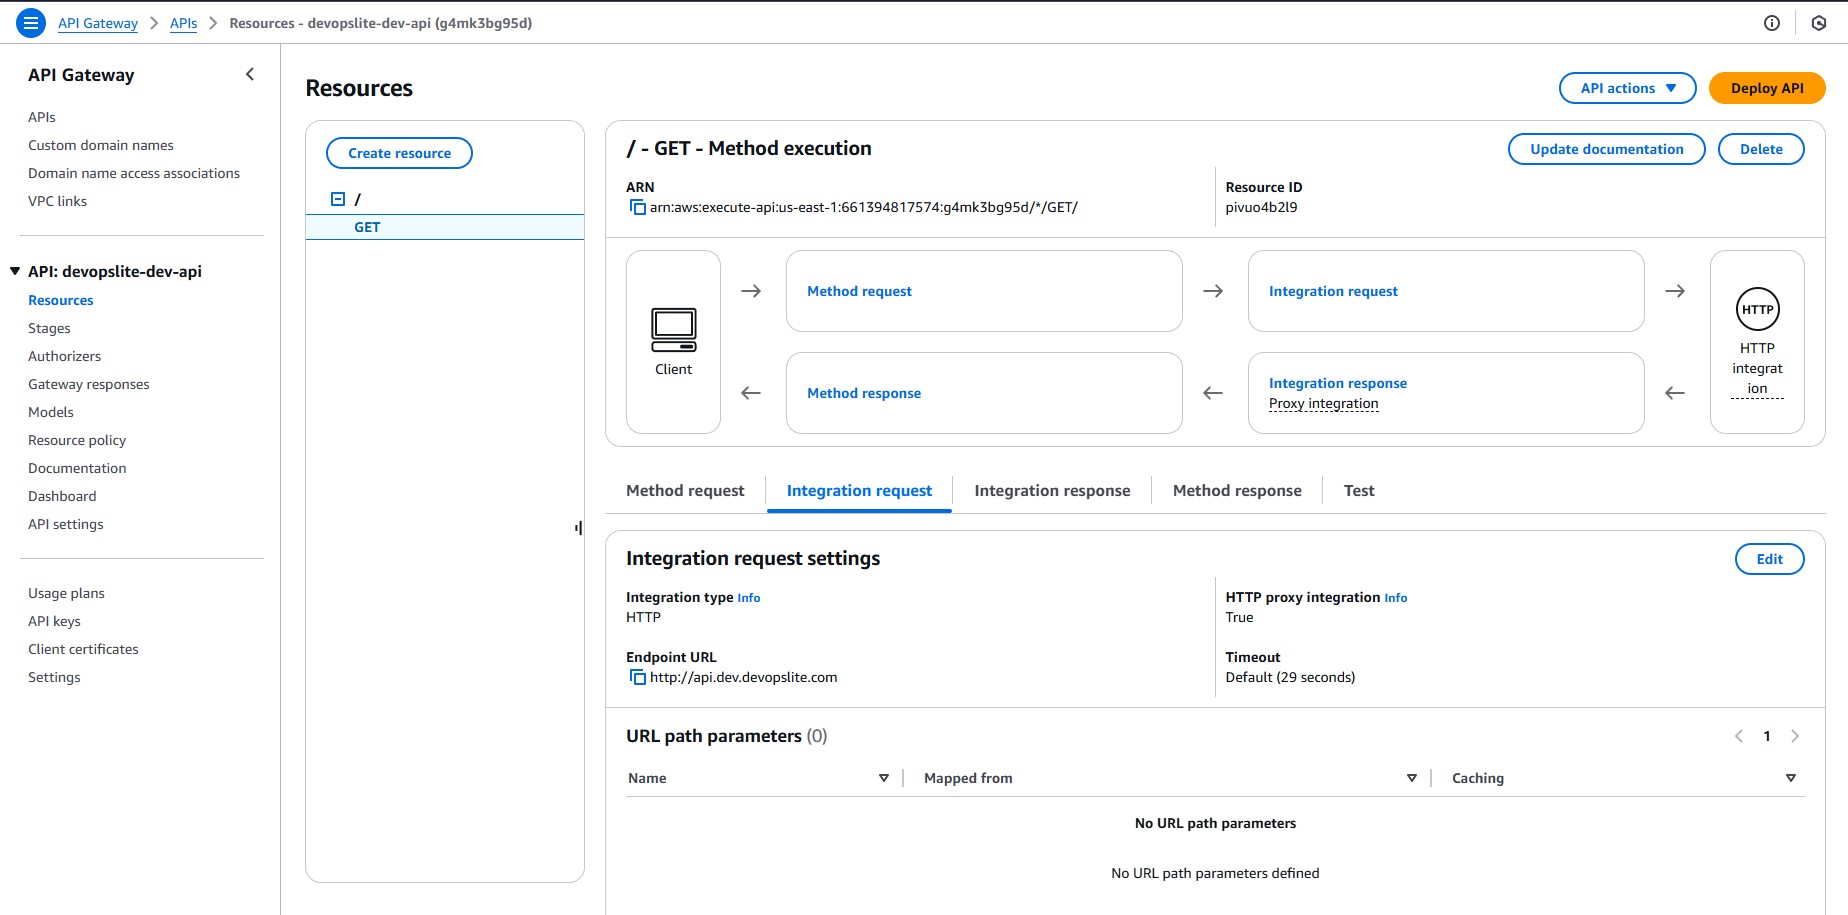 API Gateway > APIs > Resources - devopslite-dev-api (g4mk3bg95d)
API Gateway
APIs
Custom domain names
Domain name access associations
VPC links
API: devopslite-dev-api
Resources
Stages
Authorizers
Gateway responses
Models
Resource policy
Documentation
Dashboard
API settings
Usage plans
API keys
Client certificates
Settings
Resources
API actions
Deploy API
Create resource
/
GET
/ - GET - Method execution
Update documentation
Delete
ARN
arn:aws:execute-api:us-east-1:661394817574:g4mk3bg95d/*/GET/
Resource ID
pivuo4b2l9
Client
Method request
Integration request
HTTP
HTTP
integrat
ion
Method response
Integration response
Proxy integration
Method request
Integration request
Integration response
Method response
Test
Integration request settings
Edit
Integration type Info
HTTP
HTTP proxy integration Info
True
Endpoint URL
http://api.dev.devopslite.com
Timeout
Default (29 seconds)
URL path parameters (0)
1
Name
Mapped from
Caching
No URL path parameters
No URL path parameters defined